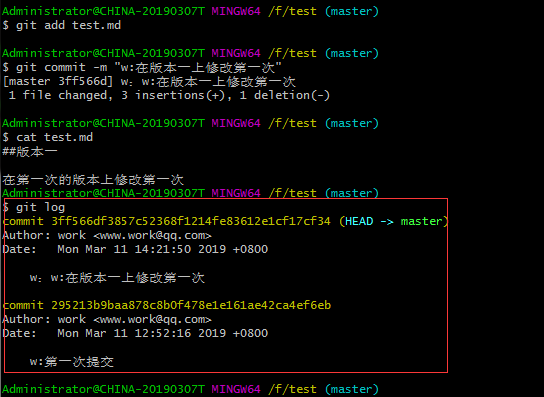 Administrator@CHINA-20190307T MINGW64 /f/test (master)
$ git add test.md
Administrator@CHINA-20190307T MINGW64 /f/test (master)
$ git commit -m "w:在版本一上修改第一次"
[master 3ff566d] w：w:在版本一上修改第一次
 1 file changed, 3 insertions(+), 1 deletion(-)
Administrator@CHINA-20190307T MINGW64 /f/test (master)
$ cat test.md
##版本一
在第一次的版本上修改第一次
Administrator@CHINA-20190307T MINGW64 /f/test (master)
$ git log
commit 3ff566df3857c52368f1214fe83612e1cf17cf34 (HEAD -> master)
Author: work <www.work@qq.com>
Date:   Mon Mar 11 14:21:50 2019 +0800
    w：w:在版本一上修改第一次
commit 295213b9baa878c8b0f478e1e161ae42ca4ef6eb
Author: work <www.work@qq.com>
Date:   Mon Mar 11 12:52:16 2019 +0800
    w:第一次提交
Administrator@CHINA-20190307T MINGW64 /f/test (master)